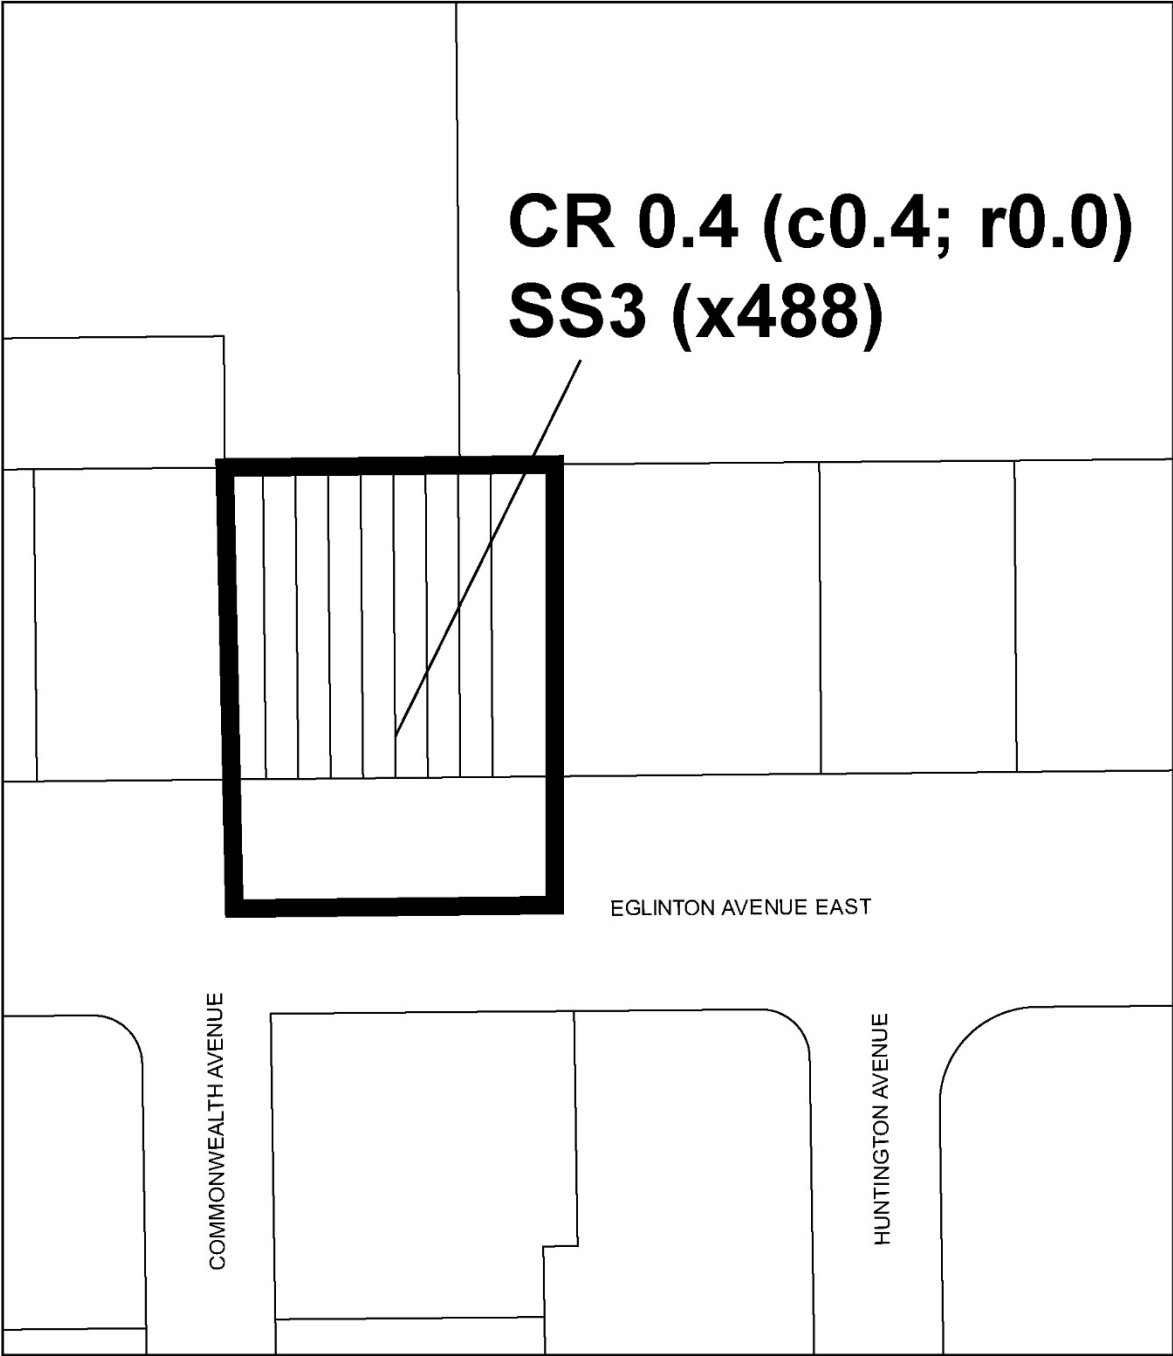 CR 0.4 (c0.4; r0.0)
SS3 (x488)
EGLINTON AVENUE EAST
COMMONWEALTH AVENUE
HUNTINGTON AVENUE